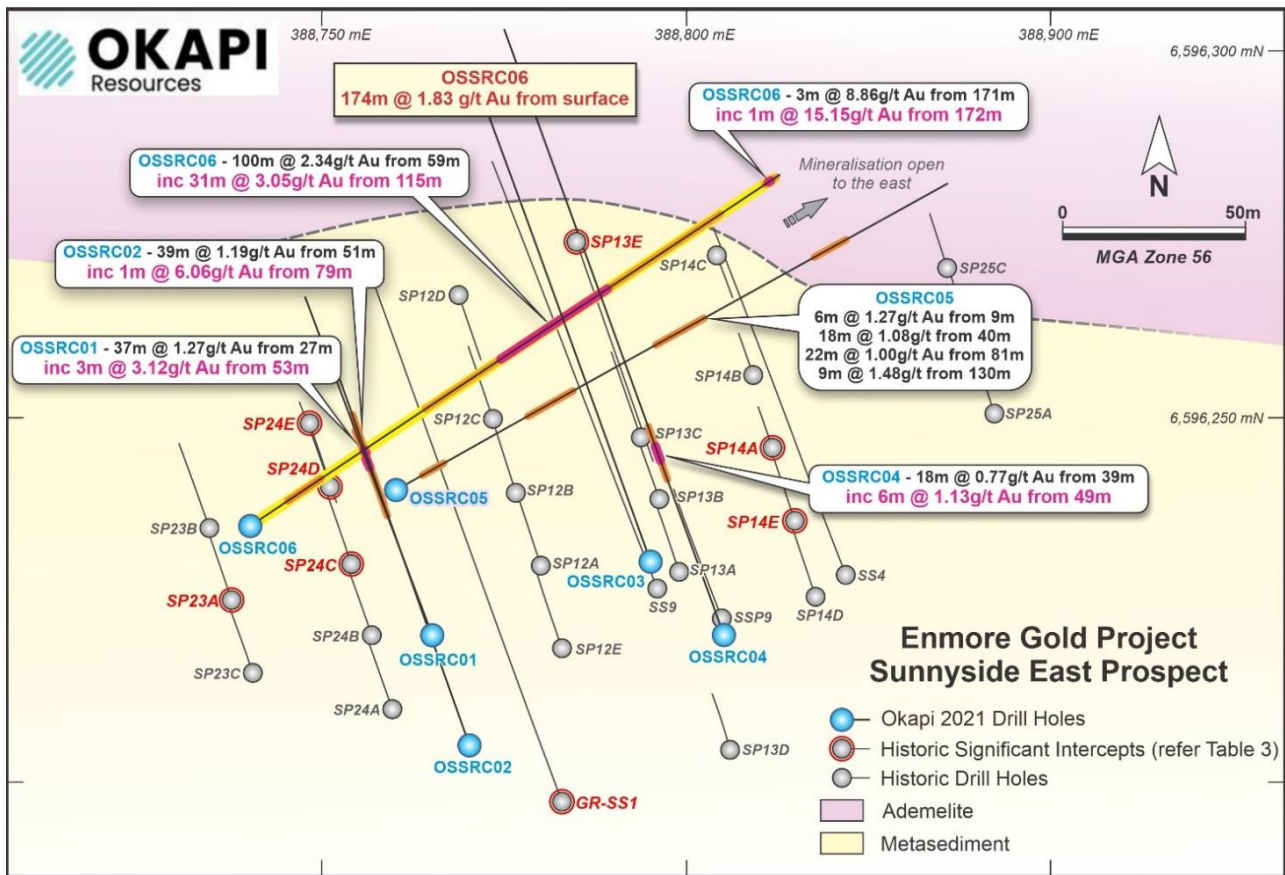 OKAPI
Resources
388,750 mE
388,800 mE
388,900 mE
6,596,300 mN
OSSRC06
174m @ 1.83 g/t Au from surface
OSSRC06 - 3m @ 8.86g/t Au from 171m
inc 1m @ 15.15g/t Au from 172m
OSSRC06 - 100m @ 2.34g/t Au from 59m
inc 31m @ 3.05g/t Au from 115m
Mineralisation open
to the east
N
0
50m
MGA Zone 56
OSSRC02 - 39m @ 1.19g/t Au from 51m
inc 1m @ 6.06g/t Au from 79m
SP13E
SP14C
SP25C
SP12D
OSSRC05
6m @ 1.27g/t Au from 9m
18m @ 1.08g/t from 40m
22m @ 1.00g/t Au from 81m
9m @ 1.48g/t from 130m
OSSRC01 - 37m @ 1.27g/t Au from 27m
inc 3m @ 3.12g/t Au from 53m
SP14B
SP25A
6,596,250 mN
SP24E
SP12C
SP13C
SP14A
SP24D
OSSRC05
SP12B
SP13B
OSSRC04 - 18m @ 0.77g/t Au from 39m
inc 6m @ 1.13g/t Au from 49m
SP23B
OSSRC06
SP14E
SP24C
SP12A
OSSRC03
SP13A
SS4
SP23A
SS9
SP14D
SSP9
SP24B
OSSRC01
SP12E
OSSRC04
SP23C
SP24A
OSSRC02
SP13D
GR-SS1
Enmore Gold Project
Sunnyside East Prospect
Okapi 2021 Drill Holes
Historic Significant Intercepts (refer Table 3)
Historic Drill Holes
Ademelite
Metasediment